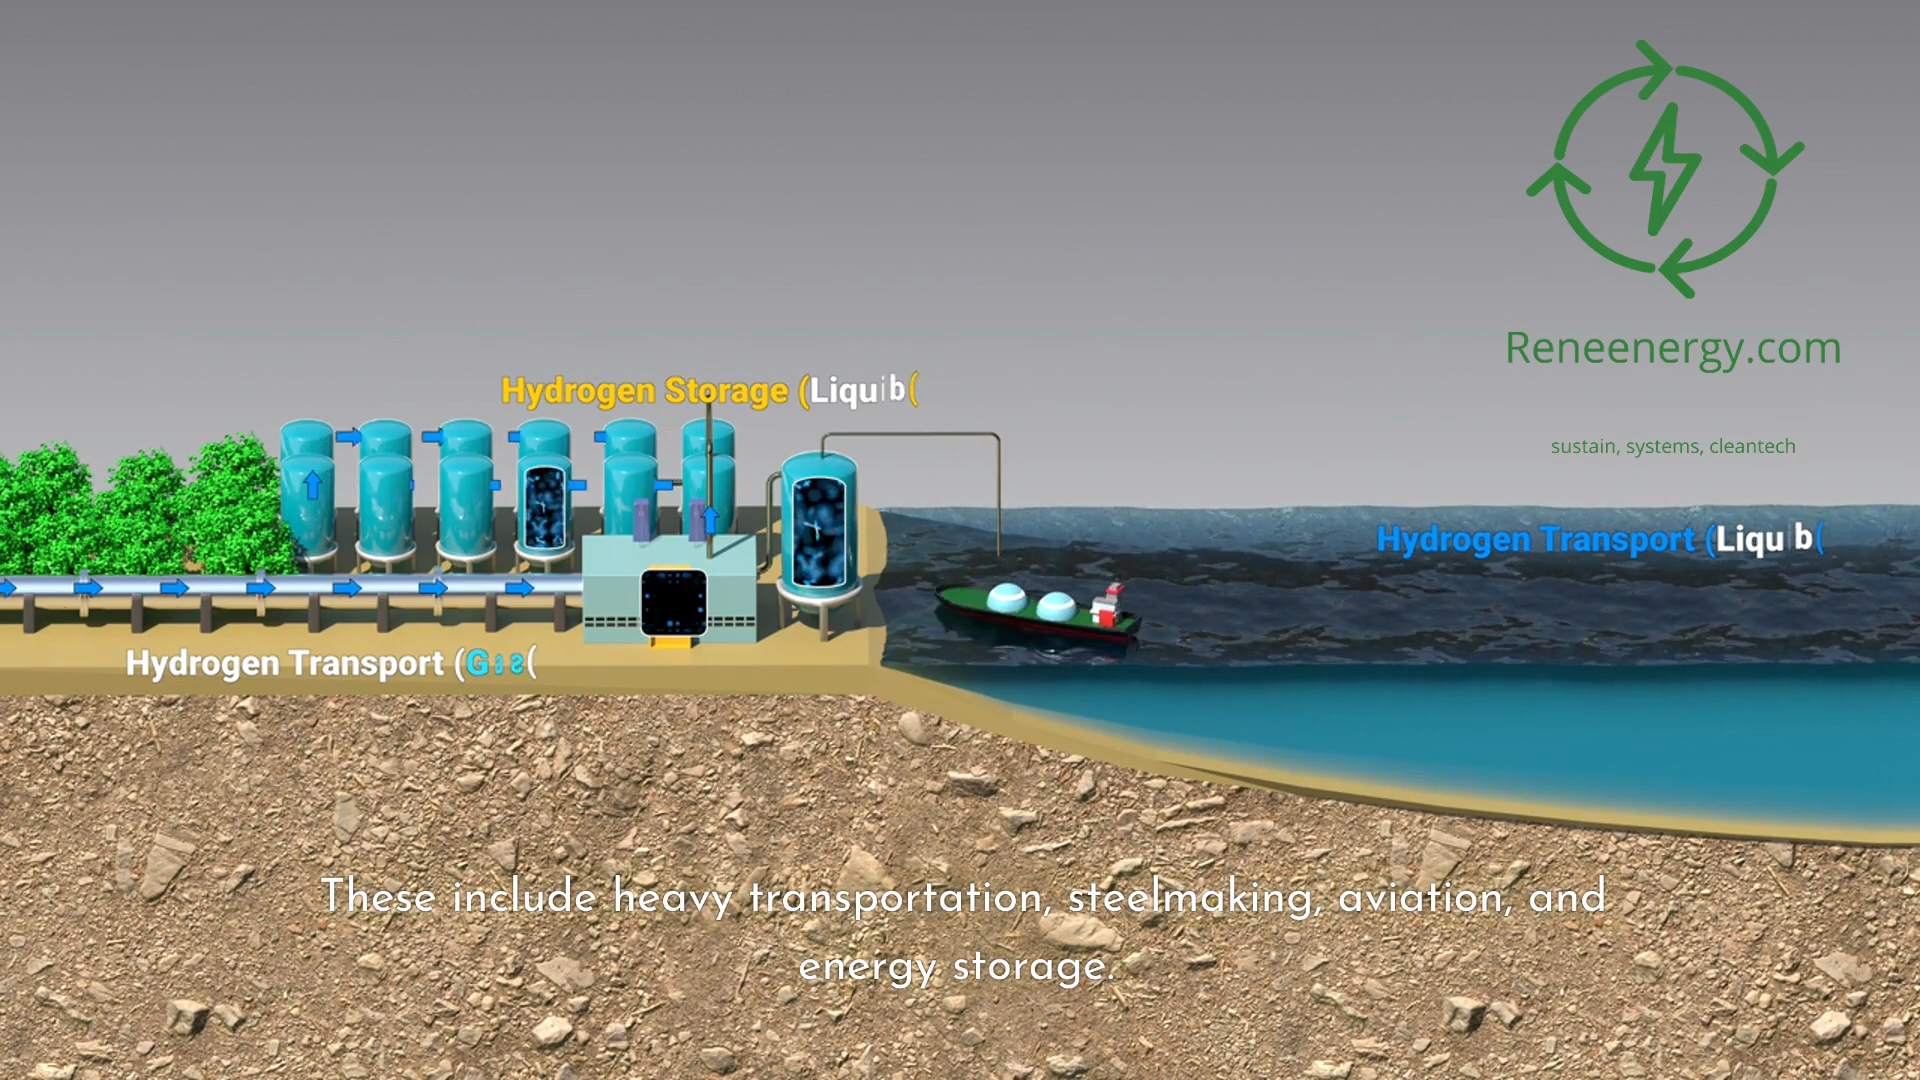 Reneenergy.com
sustain, systems, cleantech
Hydrogen Storage (Liqu b(
Hydrogen Transport (Liqu b(
Hydrogen Transport (G
These include heavy transportation, steelmaking, aviation, and
energy storage.